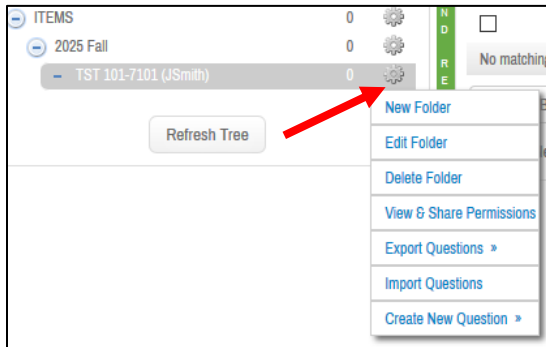 ITEMS 0
2025 Fall 0
TST 101-7101 (JSmith) 0
Refresh Tree
N
D
R
E
No matching
New Folder
Edit Folder
Delete Folder
View & Share Permissions
Export Questions »
Import Questions
Create New Question »